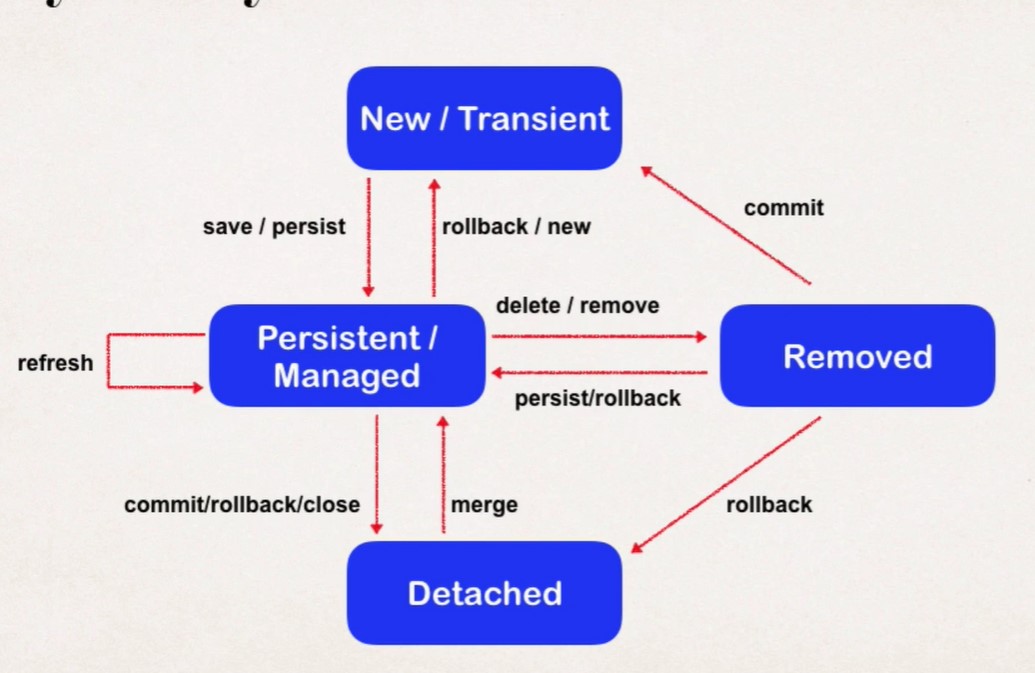 New / Transient
commit
save / persist
rollback / new
delete / remove
Persistent /
Managed
Removed
refresh
persist/rollback
commit/rollback/close
merge
rollback
Detached